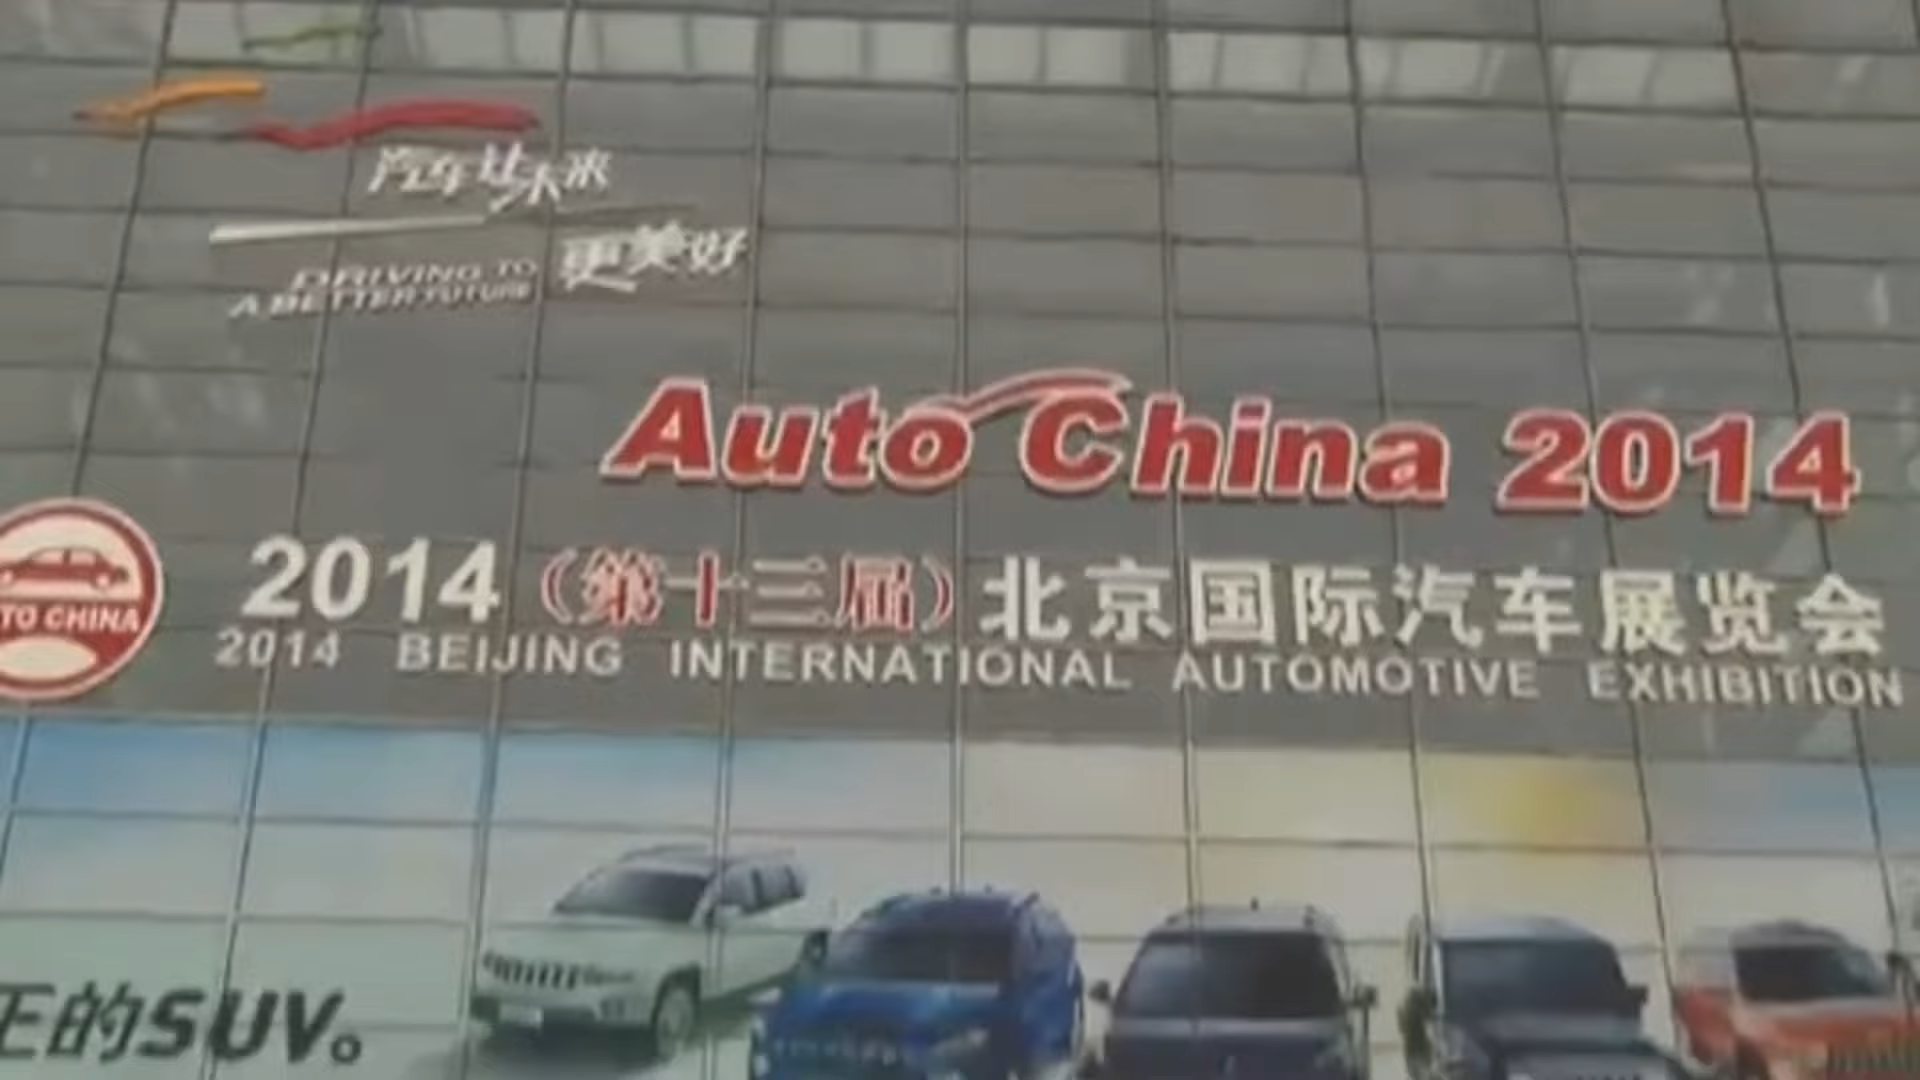 汽车让未来
更美好
DRIVING TO
A BETTER FUTURE
Auto China 2014
TO CHINA
2014（第十三届）北京国际汽车展览会
2014 BEIJING INTERNATIONAL AUTOMOTIVE EXHIBITION
的SUV。